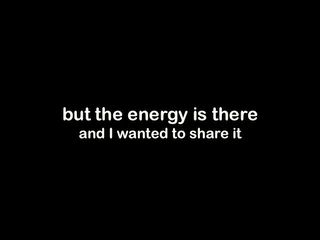 but the energy is there
and I wanted to share it